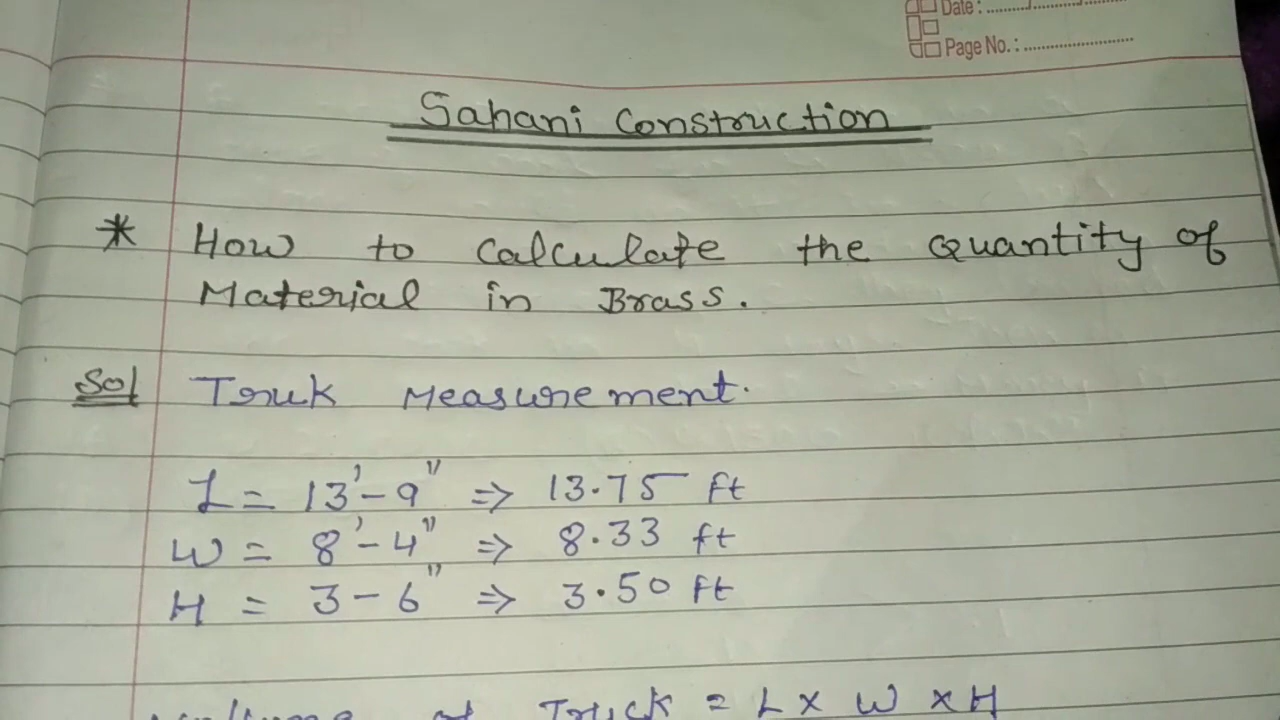 Date : ..........................
Page No. : ..........................
Sahani Construction
* How to Calculate the Quantity of
Material in Brass.
Sol Truk Measurement.
L = 13'-9" ⇒ 13.75 ft
W = 8'-4" ⇒ 8.33 ft
H = 3-6" ⇒ 3.50 ft
of Truck = L x W x H